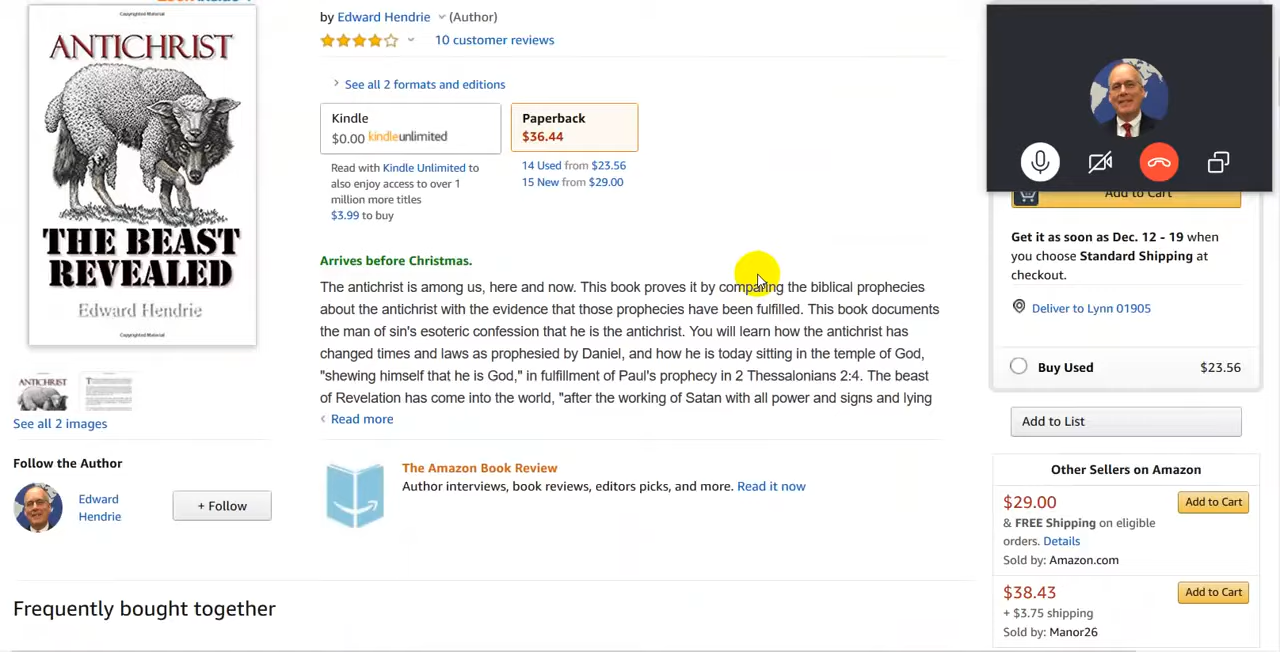 Copyrighted Material
ANTICHRIST
THE BEAST
REVEALED
Edward Hendrie
Copyrighted Material
by Edward Hendrie (Author)
10 customer reviews
See all 2 formats and editions
Kindle
$0.00 kindleunlimited
Paperback
$36.44
Read with Kindle Unlimited to
also enjoy access to over 1
million more titles
$3.99 to buy
14 Used from $23.56
15 New from $29.00
Arrives before Christmas.
The antichrist is among us, here and now. This book proves it by comparing the biblical prophecies
about the antichrist with the evidence that those prophecies have been fulfilled. This book documents
the man of sin's esoteric confession that he is the antichrist. You will learn how the antichrist has
changed times and laws as prophesied by Daniel, and how he is today sitting in the temple of God,
"shewing himself that he is God," in fulfillment of Paul's prophecy in 2 Thessalonians 2:4. The beast
of Revelation has come into the world, "after the working of Satan with all power and signs and lying
Read more
The Amazon Book Review
Author interviews, book reviews, editors picks, and more. Read it now
ANTICHRIST
See all 2 images
Follow the Author
Edward
Hendrie
+ Follow
Frequently bought together
Add to Cart
Get it as soon as Dec. 12 - 19 when
you choose Standard Shipping at
checkout.
Deliver to Lynn 01905
Buy Used $23.56
Add to List
Other Sellers on Amazon
$29.00 Add to Cart
& FREE Shipping on eligible
orders. Details
Sold by: Amazon.com
$38.43 Add to Cart
+ $3.75 shipping
Sold by: Manor26